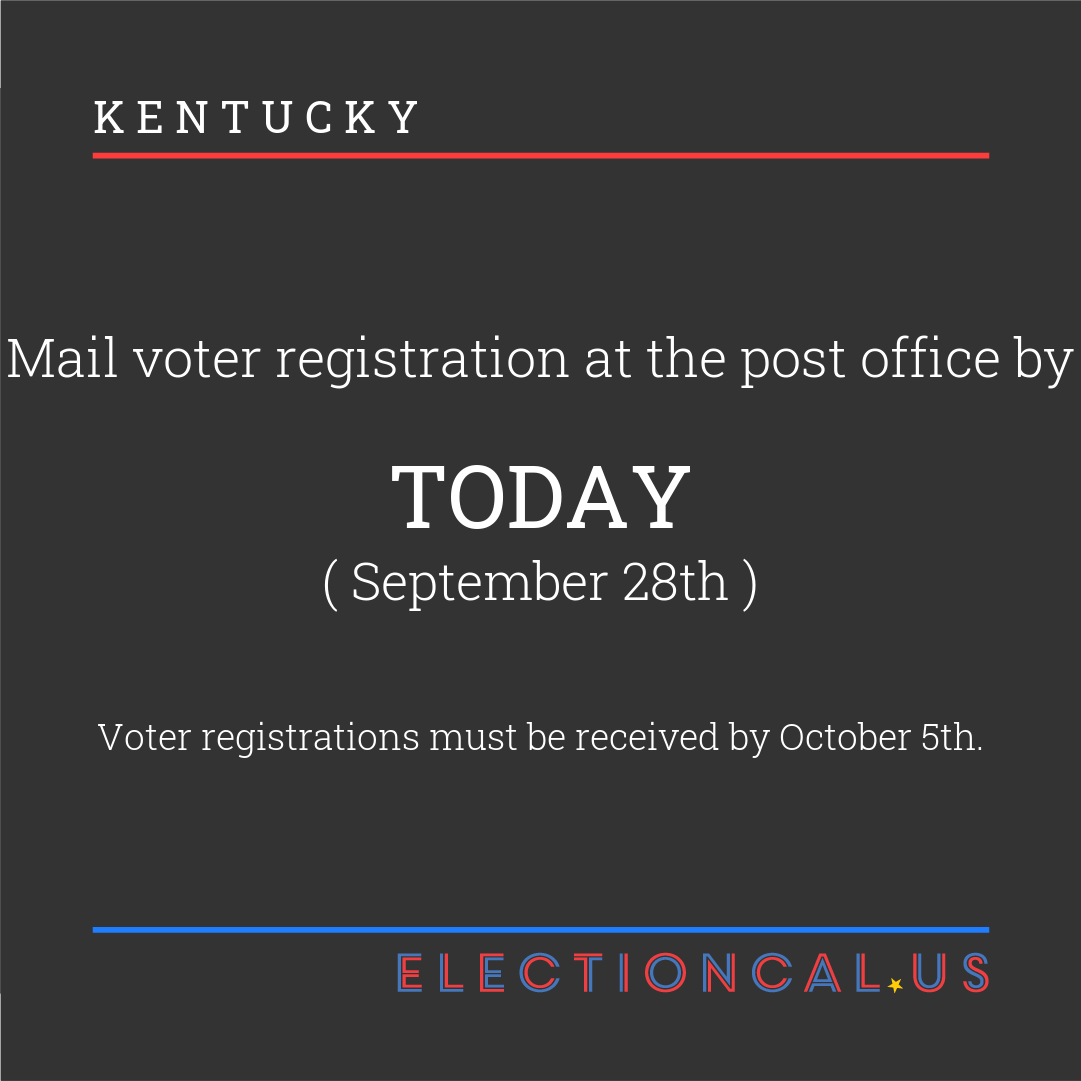 KENTUCKY
Mail voter registration at the post office by
TODAY
( September 28th )
Voter registrations must be received by October 5th.
ELECTIONCAL.US